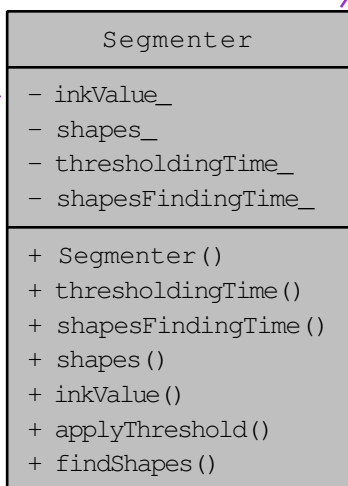 Segmenter
- inkValue_
- shapes_
- thresholdingTime_
- shapesFindingTime_
+ Segmenter()
+ thresholdingTime()
+ shapesFindingTime()
+ shapes()
+ inkValue()
+ applyThreshold()
+ findShapes()